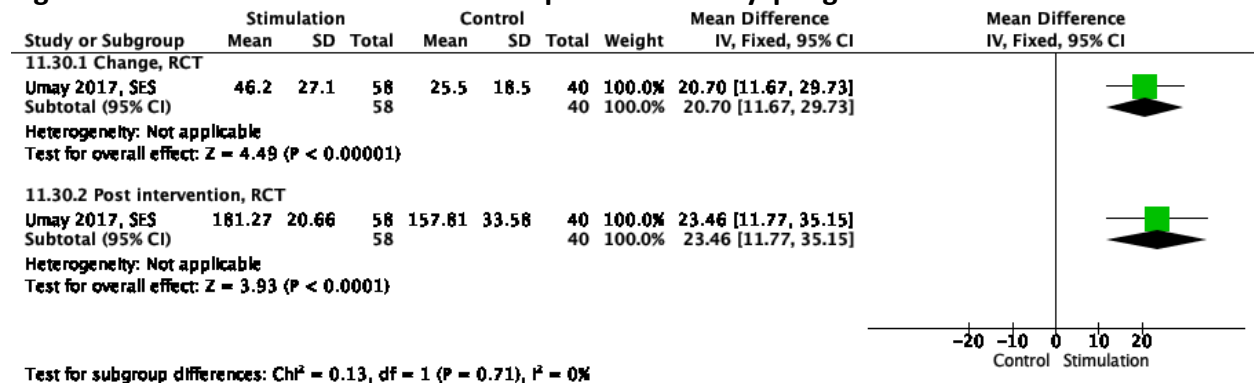 Stimulation Control Mean Difference Mean Difference
Study or Subgroup Mean SD Total Mean SD Total Weight IV, Fixed, 95% CI IV, Fixed, 95% CI
11.30.1 Change, RCT
Umay 2017, SES 46.2 27.1 58 25.5 18.5 40 100.0% 20.70 [11.67, 29.73]
Subtotal (95% CI) 58 40 100.0% 20.70 [11.67, 29.73]
Heterogeneity: Not applicable
Test for overall effect: Z = 4.49 (P < 0.00001)
11.30.2 Post intervention, RCT
Umay 2017, SES 181.27 20.66 58 157.81 33.58 40 100.0% 23.46 [11.77, 35.15]
Subtotal (95% CI) 58 40 100.0% 23.46 [11.77, 35.15]
Heterogeneity: Not applicable
Test for overall effect: Z = 3.93 (P < 0.0001)
-20 -10 0 10 20
Control Stimulation
Test for subgroup differences: Chi² = 0.13, df = 1 (P = 0.71), I² = 0%